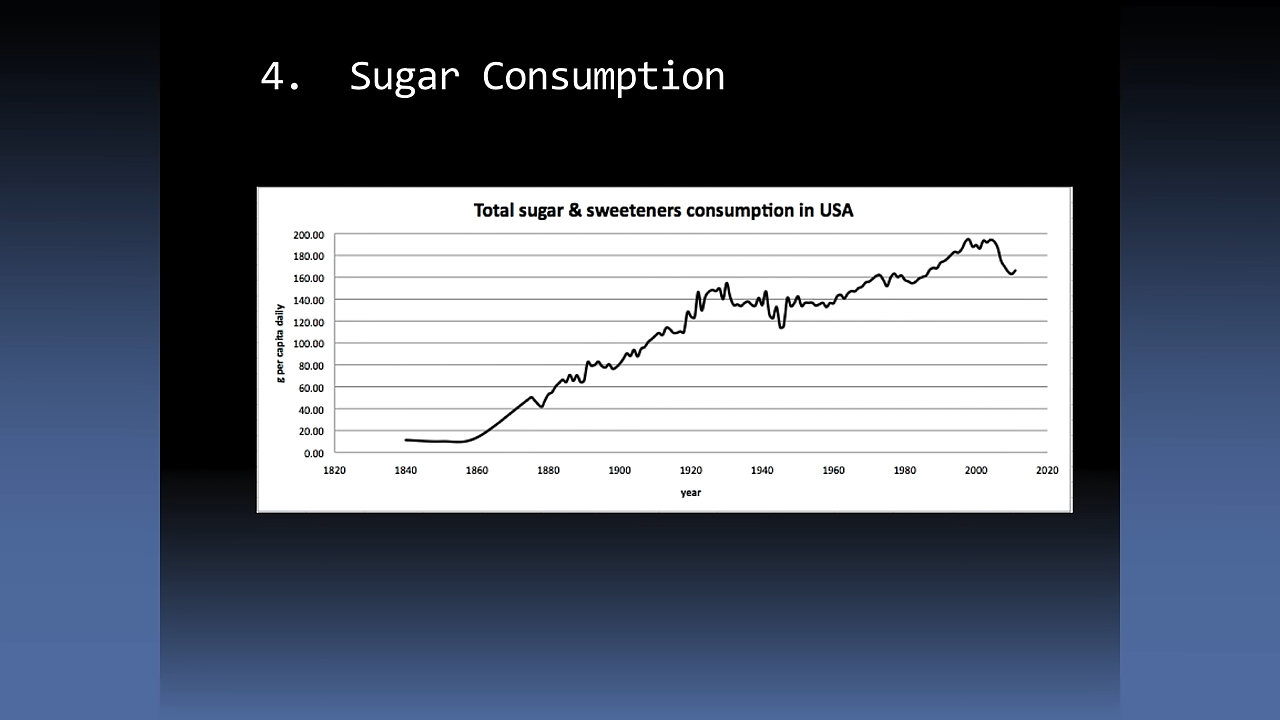 4. Sugar Consumption
Total sugar & sweeteners consumption in USA
200.00
180.00
160.00
140.00
120.00
100.00
80.00
60.00
40.00
20.00
0.00
g per capita daily
1820 1840 1860 1880 1900 1920 1940 1960 1980 2000 2020
year